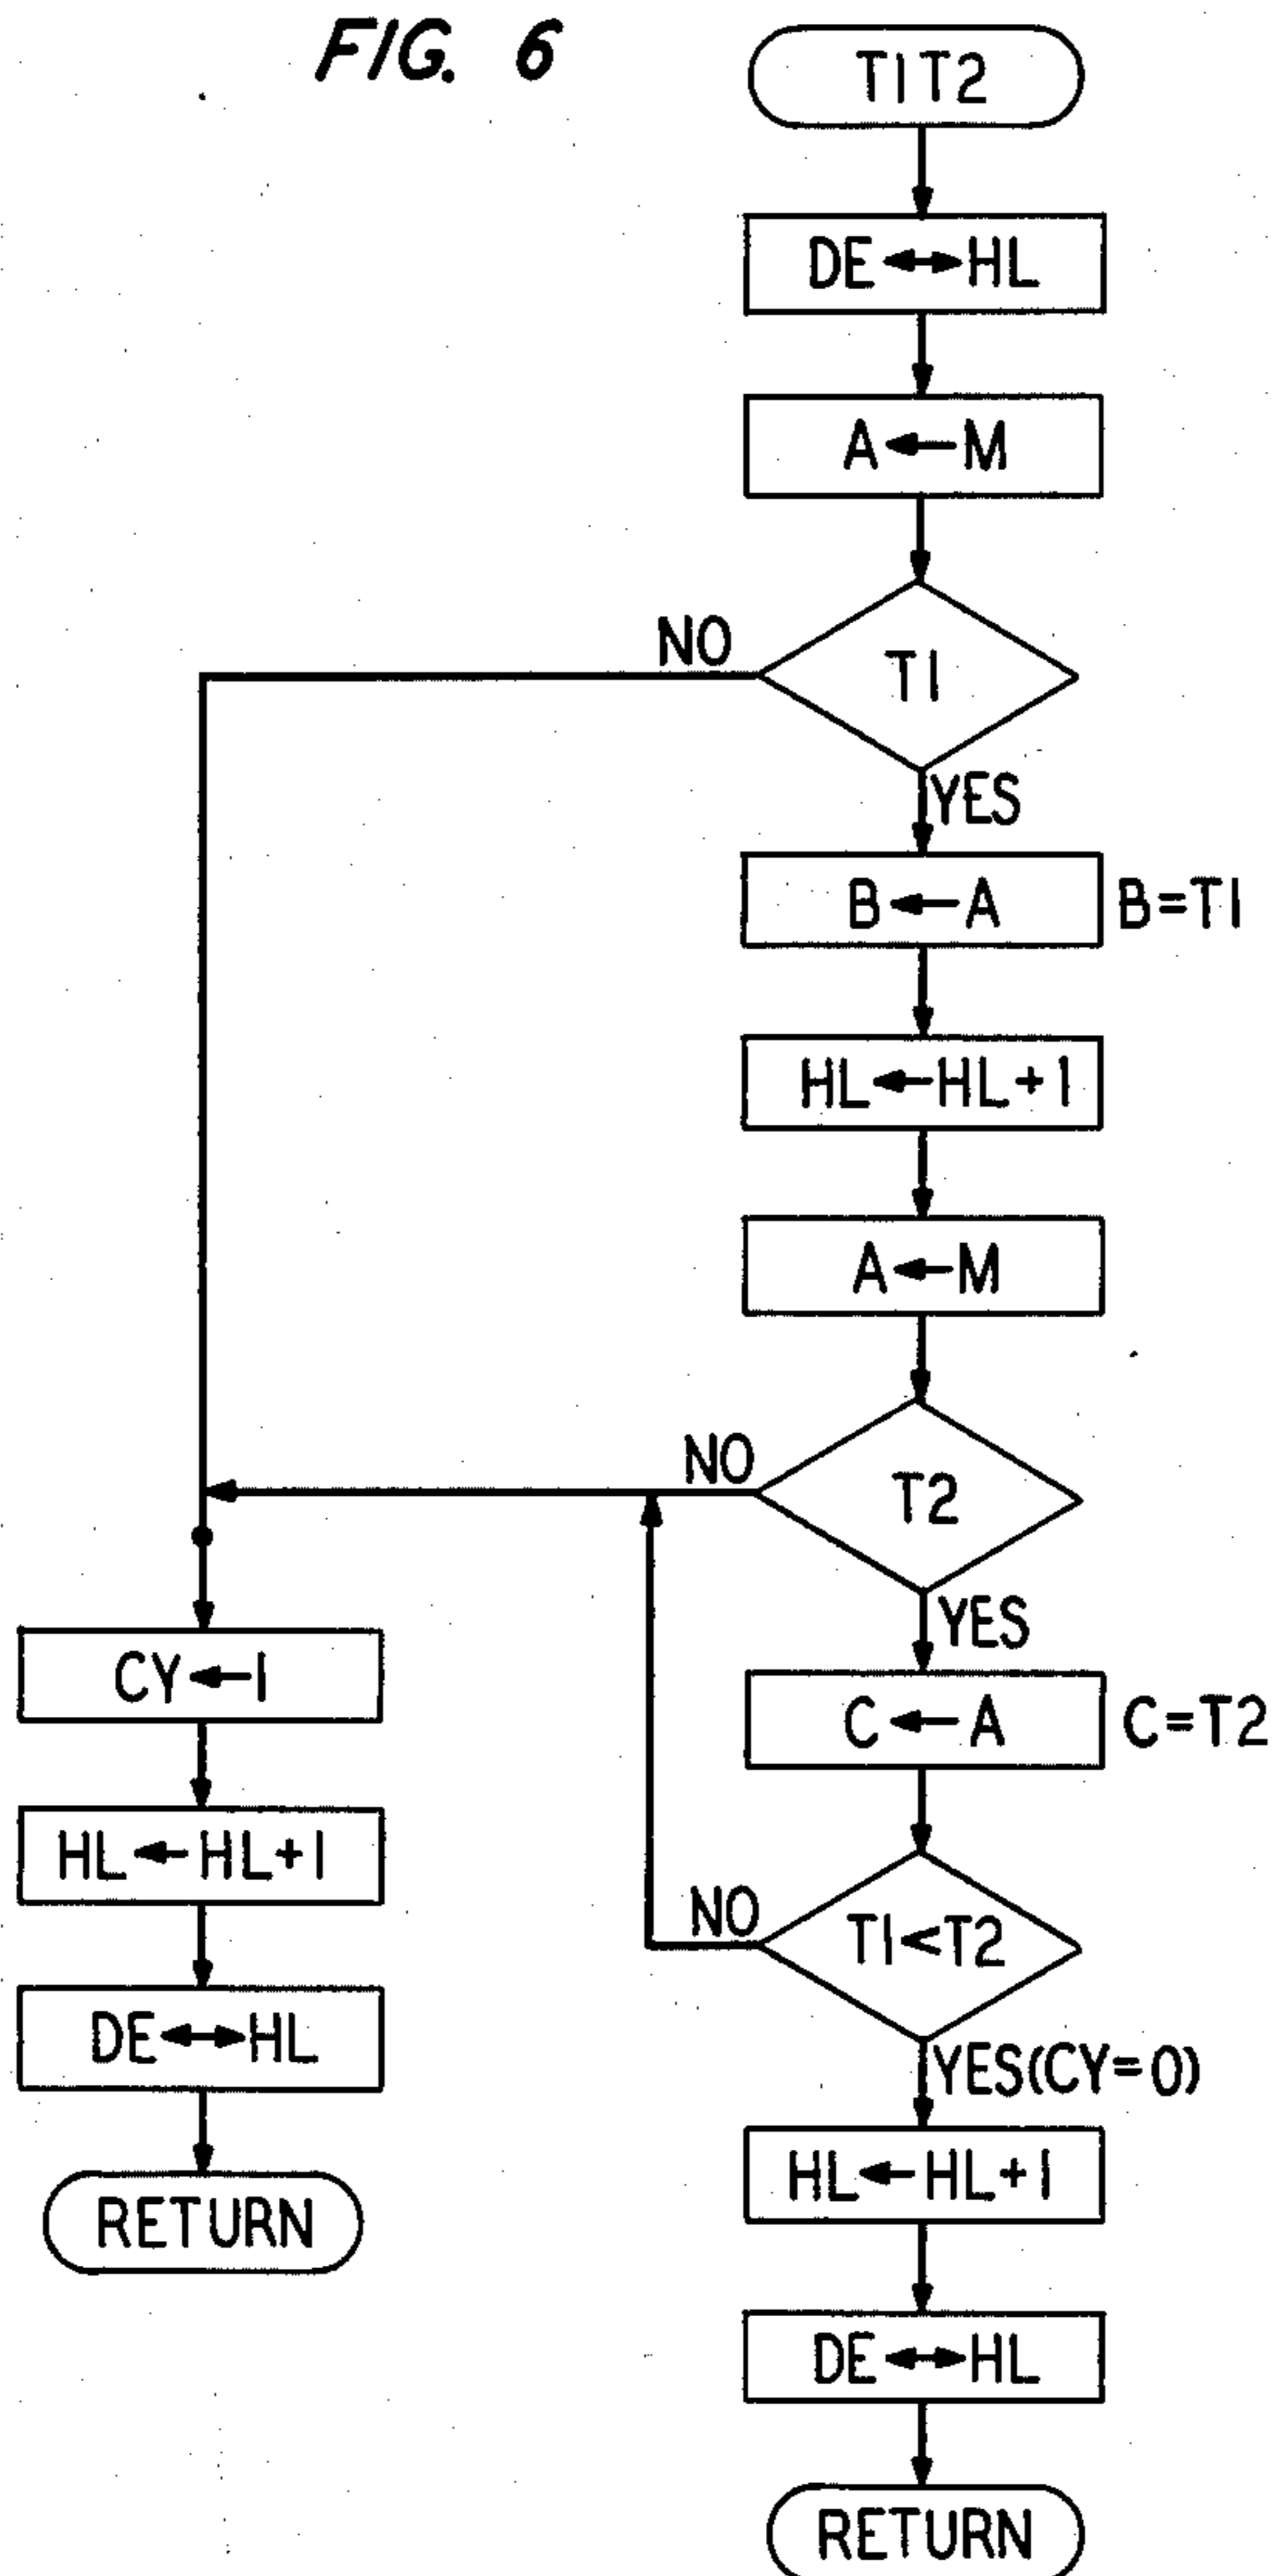 FIG. 6
T1T2
DE↔HL
A←M
T1
NO
YES
B←A
B=T1
HL←HL+1
A←M
T2
NO
YES
C←A
C=T2
T1<T2
NO
YES(CY=0)
HL←HL+1
DE↔HL
RETURN
CY←1
HL←HL+1
DE↔HL
RETURN